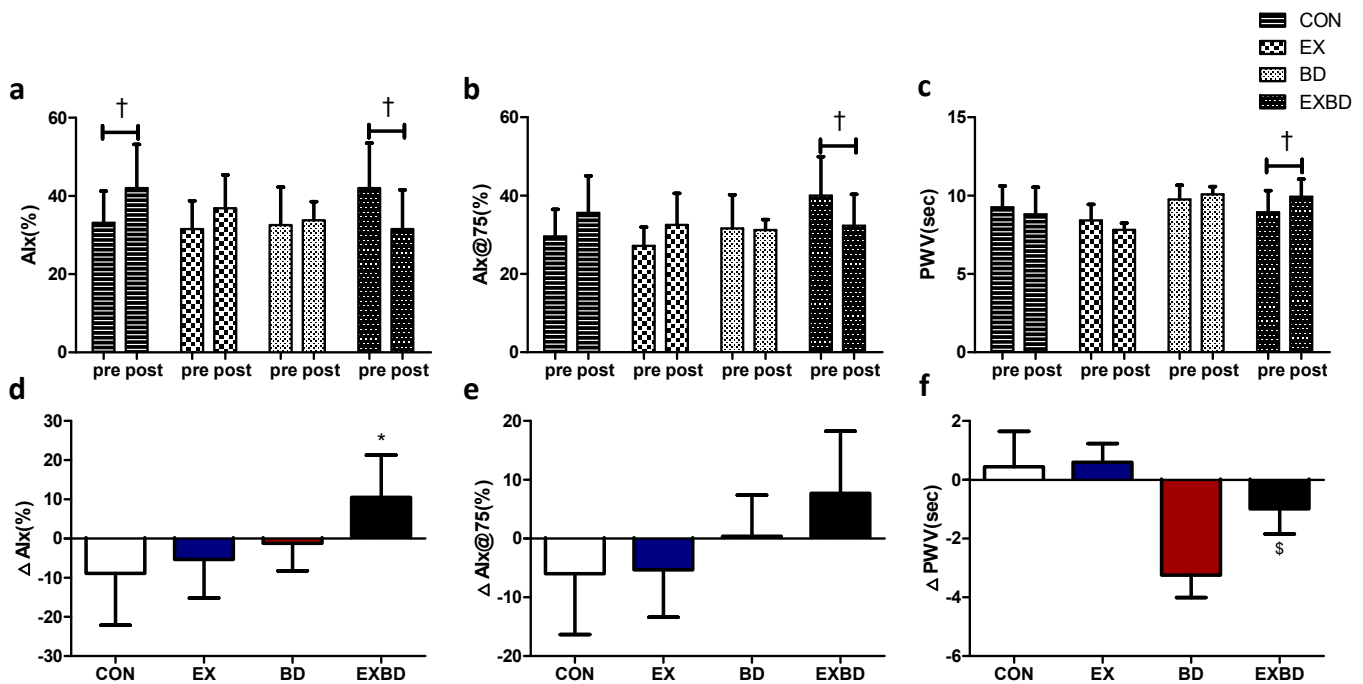 CON
EX
BD
EXBD
a
AIx(%)
60
40
20
0
†
†
pre post pre post pre post pre post
b
AIx@75(%)
60
40
20
0
†
pre post pre post pre post pre post
c
PWV(sec)
15
10
5
0
†
pre post pre post pre post pre post
d
△ AIx(%)
30
20
10
0
-10
-20
-30
*
CON EX BD EXBD
e
△ AIx@75(%)
20
10
0
-10
-20
CON EX BD EXBD
f
△ PWV(sec)
2
0
-2
-4
-6
$
CON EX BD EXBD